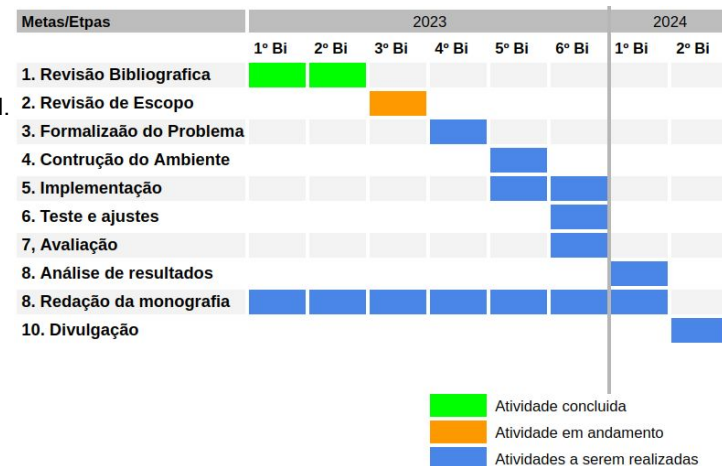 Metas/Etpas 2023 2024
1º Bi 2º Bi 3º Bi 4º Bi 5º Bi 6º Bi 1º Bi 2º Bi
1. Revisão Bibliografica
2. Revisão de Escopo
3. Formalizaão do Problema
4. Contrução do Ambiente
5. Implementação
6. Teste e ajustes
7, Avaliação
8. Análise de resultados
8. Redação da monografia
10. Divulgação
Atividade concluida
Atividade em andamento
Atividades a serem realizadas